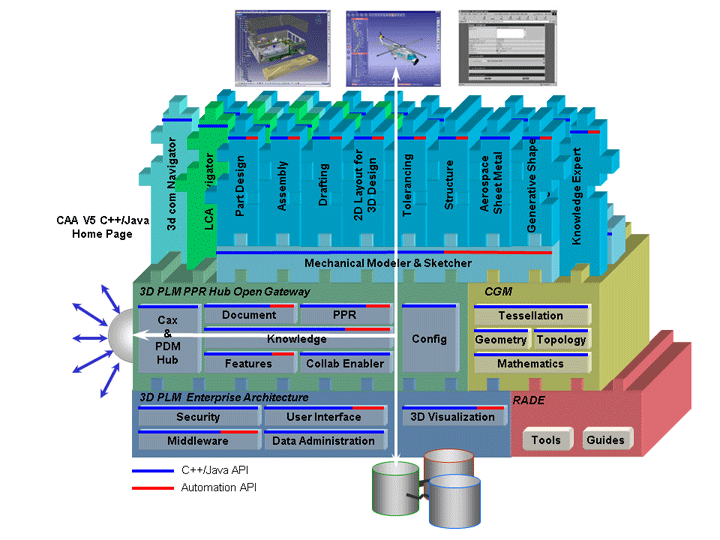 3d com Navigator
LCA Navigator
Part Design
Assembly
Drafting
2D Layout for
3D Design
Tolerancing
Structure
Aerospace
Sheet Metal
Generative Shape
Knowledge Expert
CAA V5 C++/Java
Home Page
Mechanical Modeler & Sketcher
3D PLM PPR Hub Open Gateway
CGM
Cax
&
PDM
Hub
Document
PPR
Knowledge
Features
Collab Enabler
Config
Tessellation
Geometry
Topology
Mathematics
3D PLM Enterprise Architecture
RADE
Security
User Interface
3D Visualization
Middleware
Data Administration
Tools
Guides
C++/Java API
Automation API